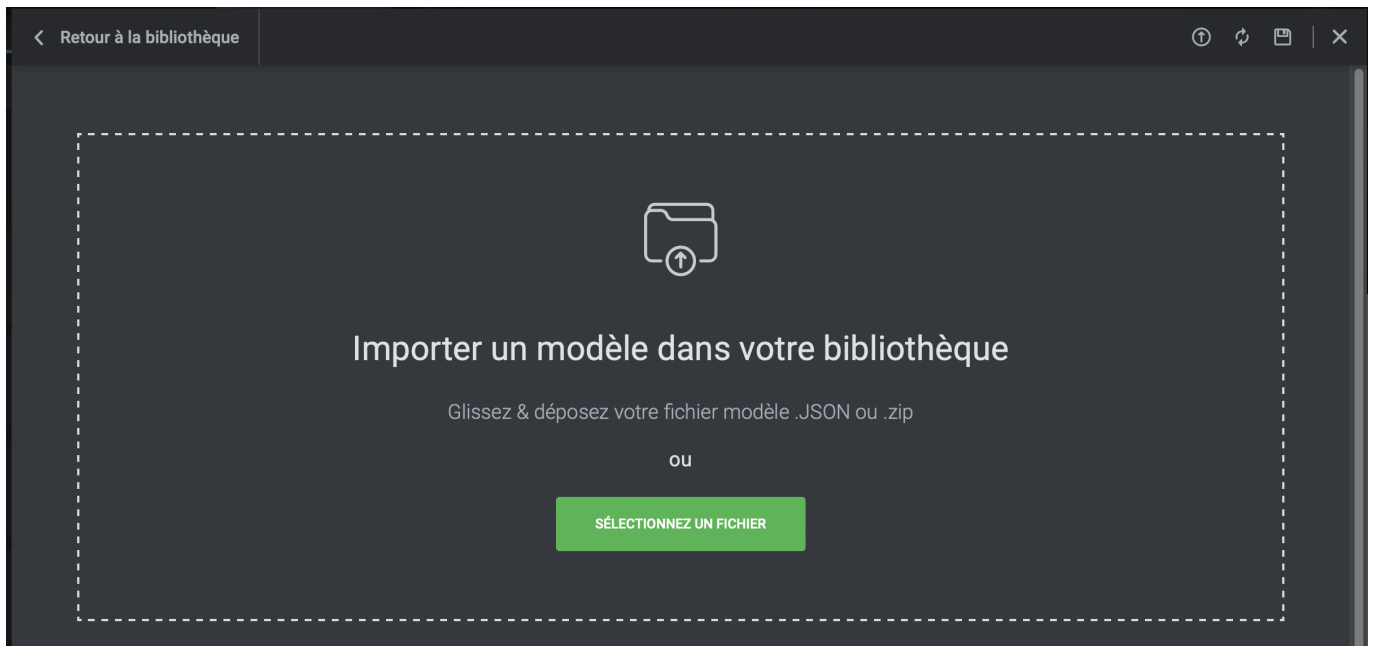 Retour à la bibliothèque
Importer un modèle dans votre bibliothèque
Glissez & déposez votre fichier modèle .JSON ou .zip
ou
SÉLECTIONNEZ UN FICHIER